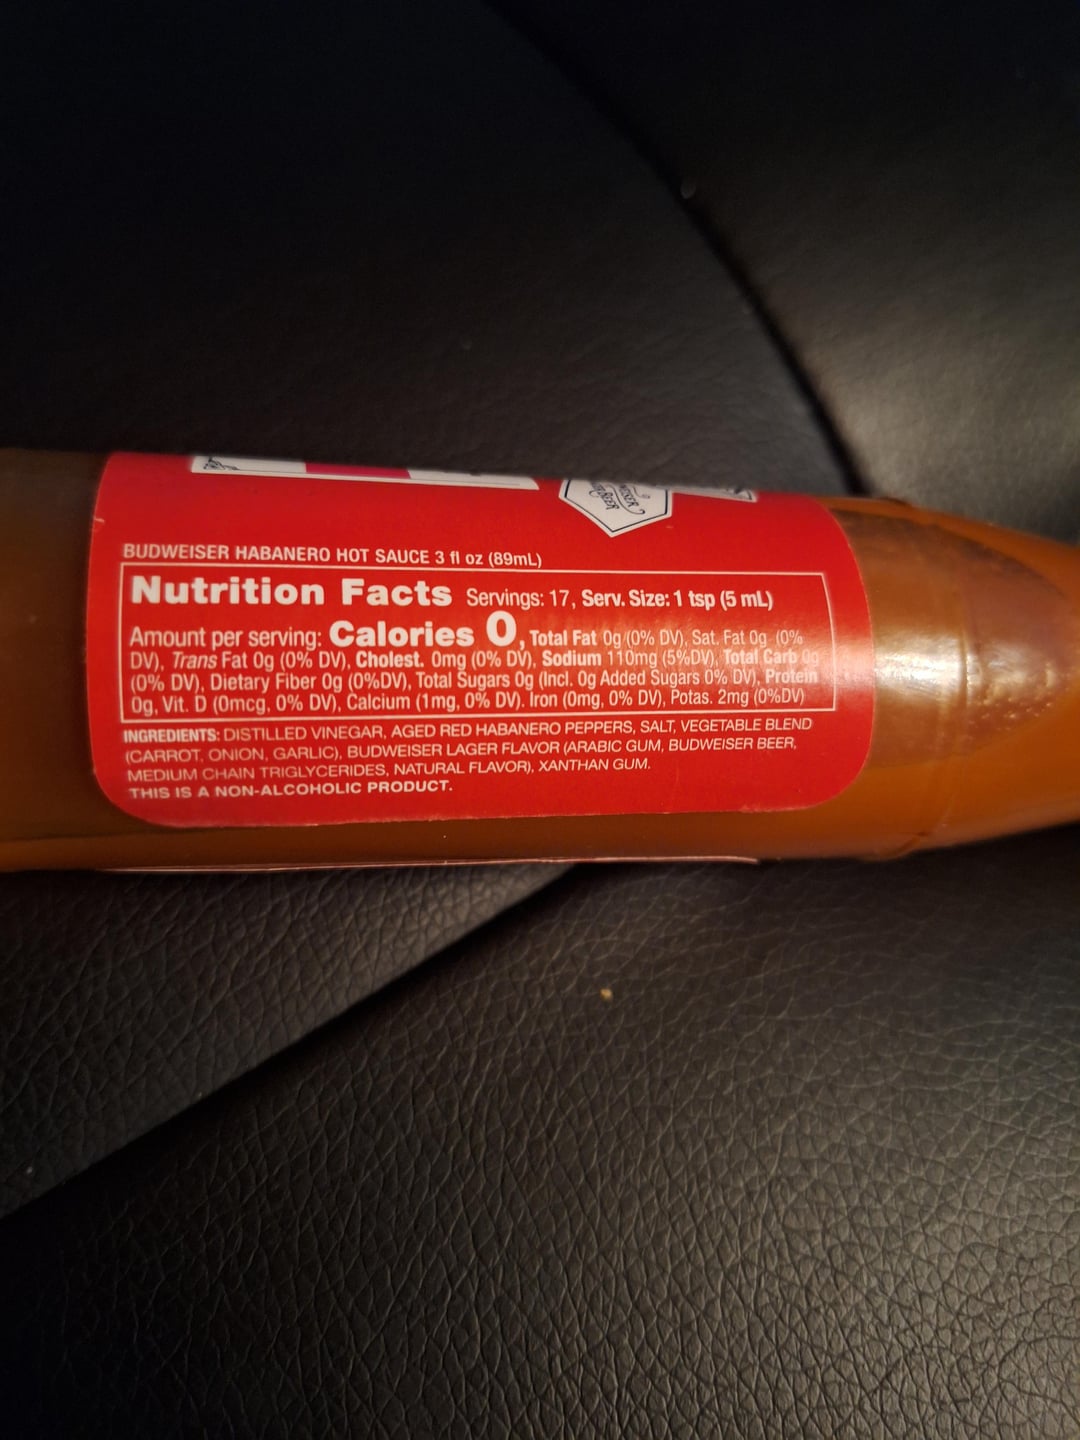 BUDWEISER HABANERO HOT SAUCE 3 fl oz (89mL)
Nutrition Facts Servings: 17, Serv. Size: 1 tsp (5 mL)
Amount per serving: Calories 0, Total Fat 0g (0% DV), Sat. Fat 0g (0%
DV), Trans Fat 0g (0% DV), Cholest. 0mg (0% DV), Sodium 110mg (5%DV), Total Carb 0g
(0% DV), Dietary Fiber 0g (0%DV), Total Sugars 0g (Incl. 0g Added Sugars 0% DV), Protein
0g, Vit. D (0mcg, 0% DV), Calcium (1mg, 0% DV). Iron (0mg, 0% DV), Potas. 2mg (0%DV)
INGREDIENTS: DISTILLED VINEGAR, AGED RED HABANERO PEPPERS, SALT, VEGETABLE BLEND
(CARROT, ONION, GARLIC), BUDWEISER LAGER FLAVOR (ARABIC GUM, BUDWEISER BEER,
MEDIUM CHAIN TRIGLYCERIDES, NATURAL FLAVOR), XANTHAN GUM.
THIS IS A NON-ALCOHOLIC PRODUCT.